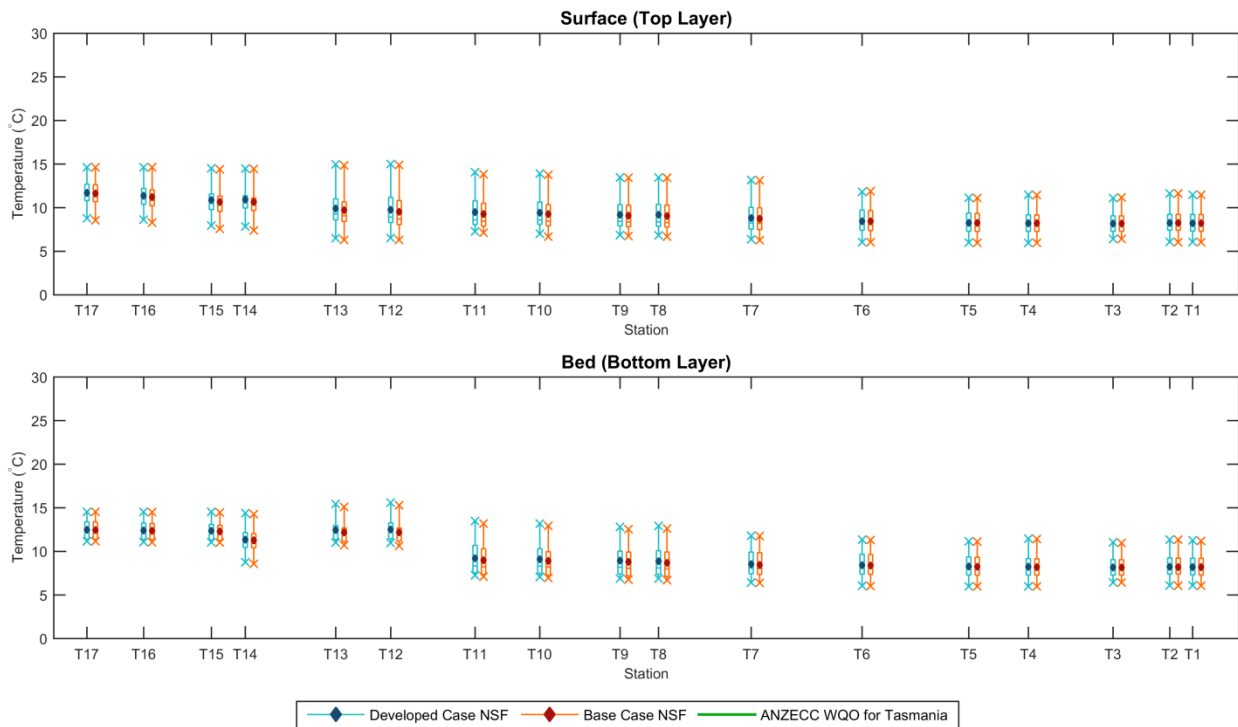 Surface (Top Layer)
30
25
20
15
10
5
0
Temperature (°C)
T17 T16 T15 T14 T13 T12 T11 T10 T9 T8 T7 T6 T5 T4 T3 T2 T1
Station
Bed (Bottom Layer)
30
25
20
15
10
5
0
Temperature (°C)
T17 T16 T15 T14 T13 T12 T11 T10 T9 T8 T7 T6 T5 T4 T3 T2 T1
Station
Developed Case NSF Base Case NSF ANZECC WQO for Tasmania